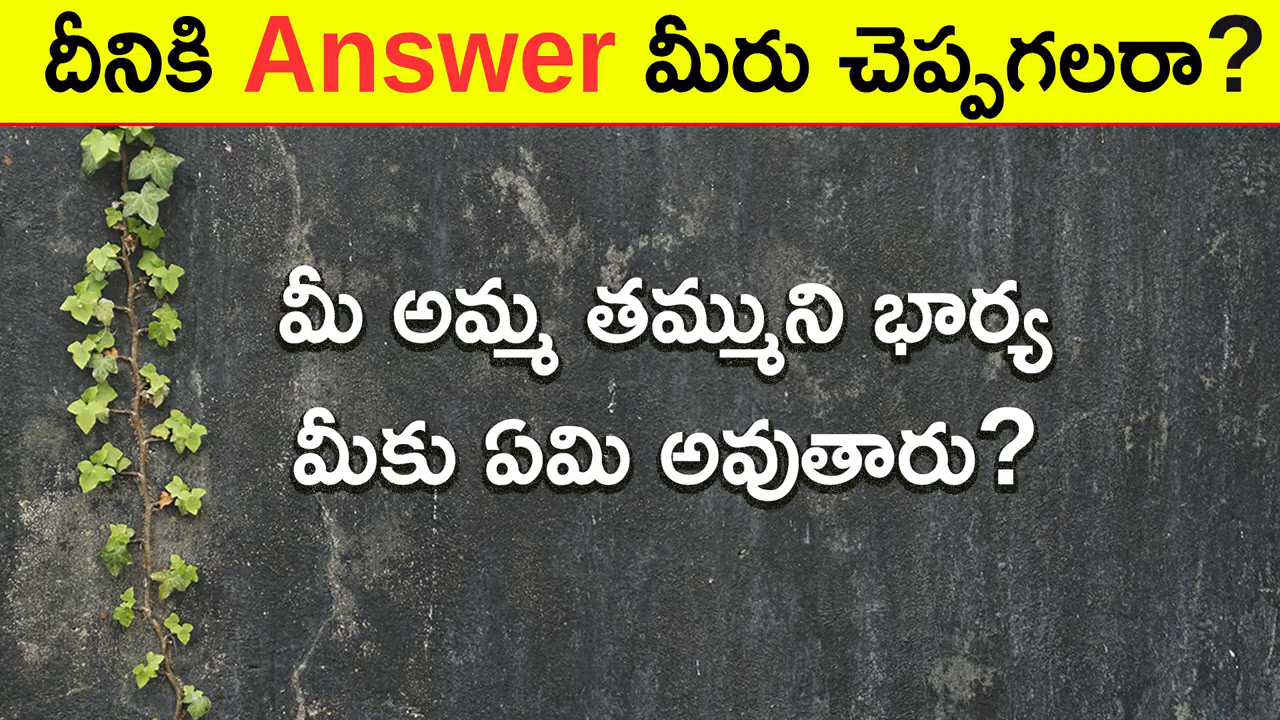 దీనికి Answer మీరు చెప్పగలరా?
మీ అమ్మ తమ్ముని భార్య
మీకు ఏమి అవుతారు?